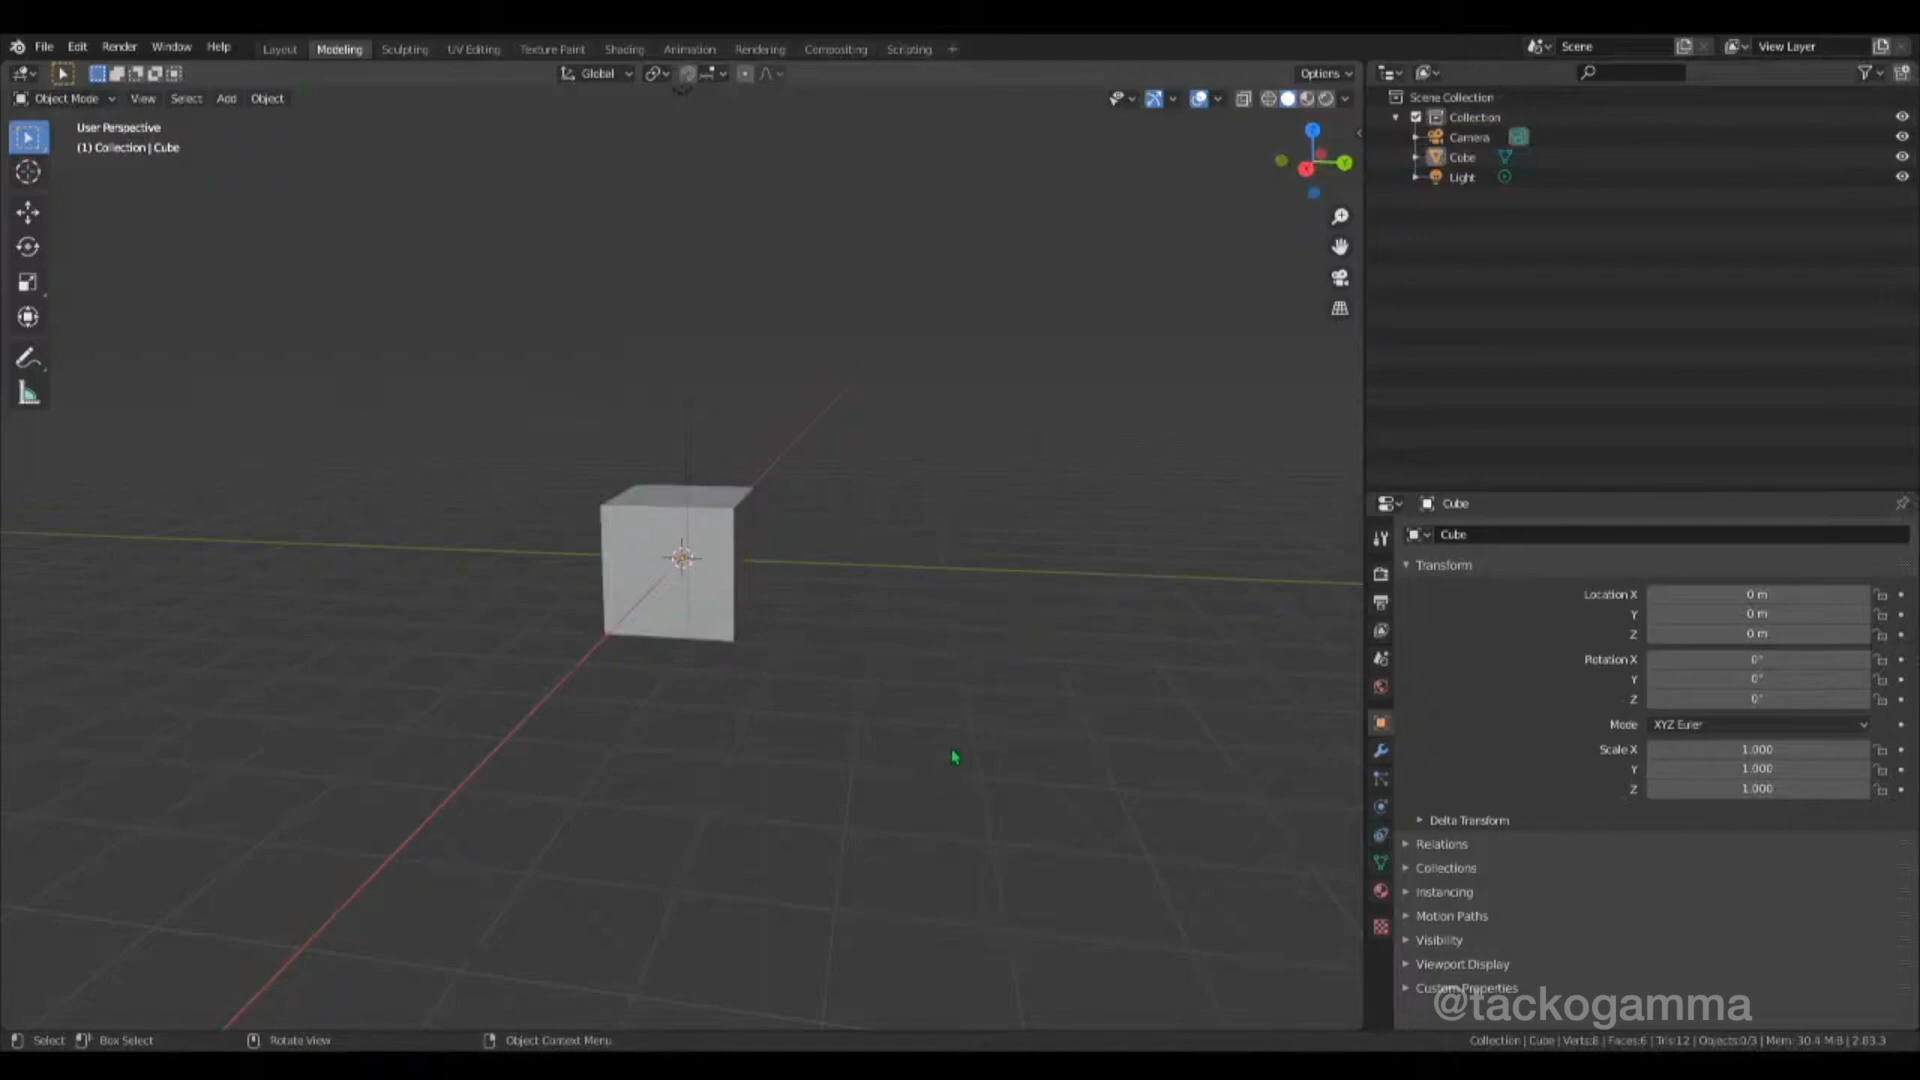 File Edit Render Window Help Layout Modeling Sculpting UV Editing Texture Paint Shading Animation Rendering Compositing Scripting + Scene View Layer
Global Options
Object Mode View Select Add Object
User Perspective
(1) Collection | Cube
Z
Y
X
Scene Collection
Collection
Camera
Cube
Light
Cube
Cube
Transform
Location X 0 m
Y 0 m
Z 0 m
Rotation X 0°
Y 0°
Z 0°
Mode XYZ Euler
Scale X 1.000
Y 1.000
Z 1.000
Delta Transform
Relations
Collections
Instancing
Motion Paths
Visibility
Viewport Display
Custom Properties
@tackogamma
Select Box Select Rotate View Object Context Menu Collection | Cube | Verts:8 | Faces:6 | Tris:12 | Objects:0/3 | Mem: 30.4 MiB | 2.83.3